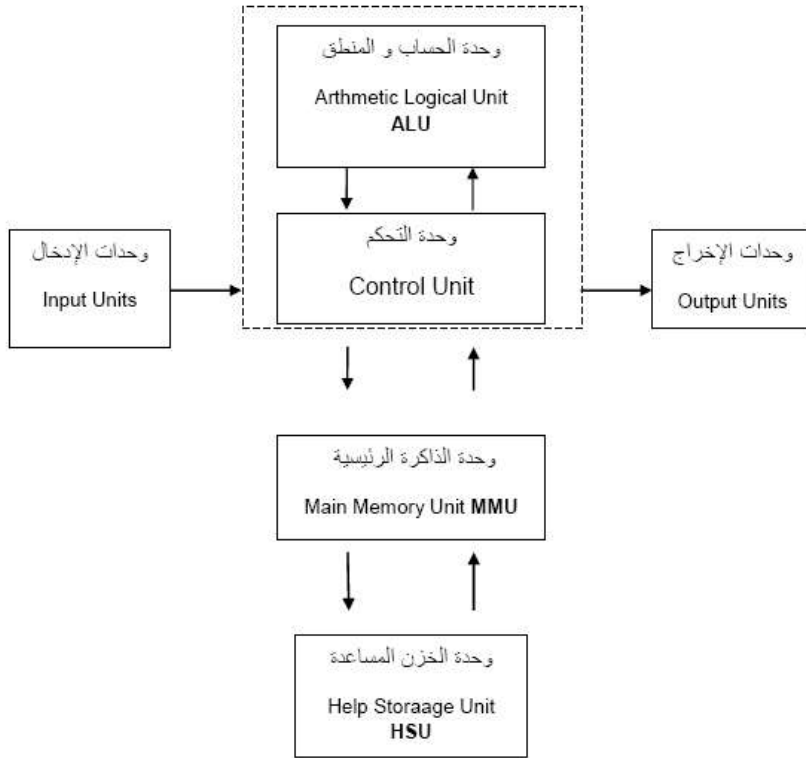 وحدة الحساب و المنطق
Arthmetic Logical Unit
ALU
وحدات الإدخال
Input Units
وحدة التحكم
Control Unit
وحدات الإخراج
Output Units
وحدة الذاكرة الرئيسية
Main Memory Unit MMU
وحدة الخزن المساعدة
Help Storaage Unit
HSU